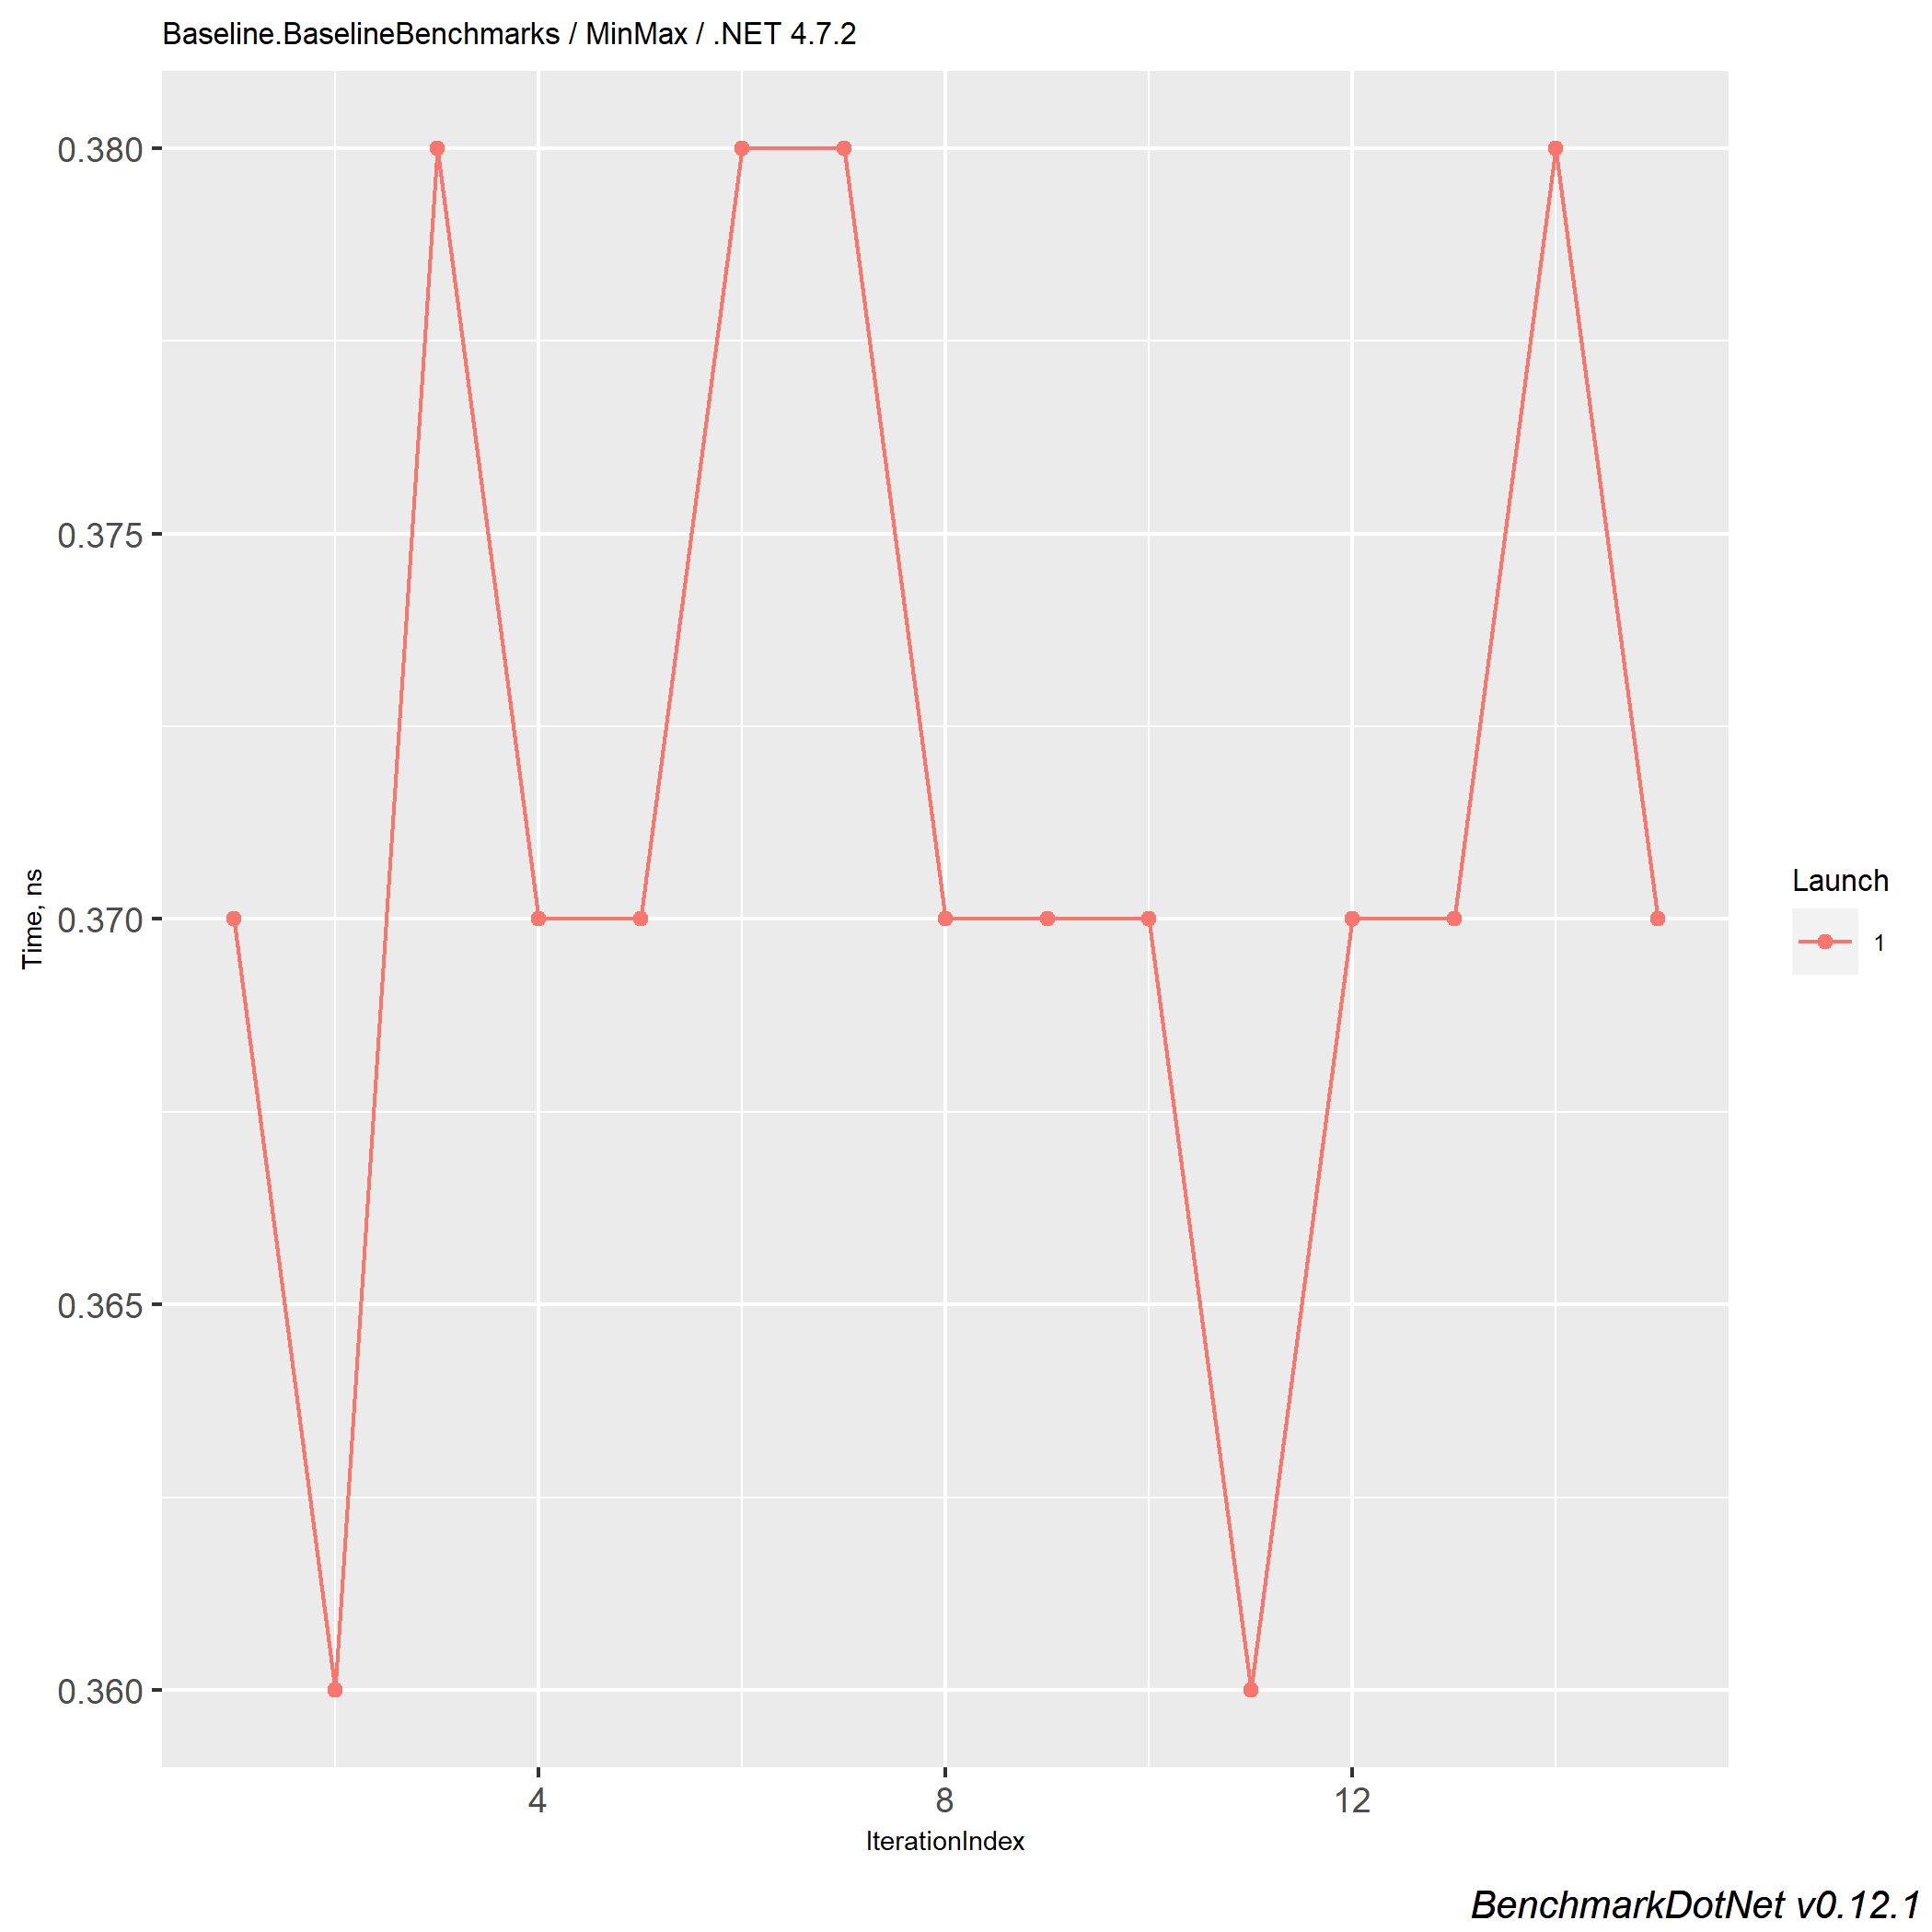 Baseline.BaselineBenchmarks / MinMax / .NET 4.7.2
0.380
0.375
0.370
0.365
0.360
Time, ns
4 8 12
IterationIndex
Launch
1
BenchmarkDotNet v0.12.1